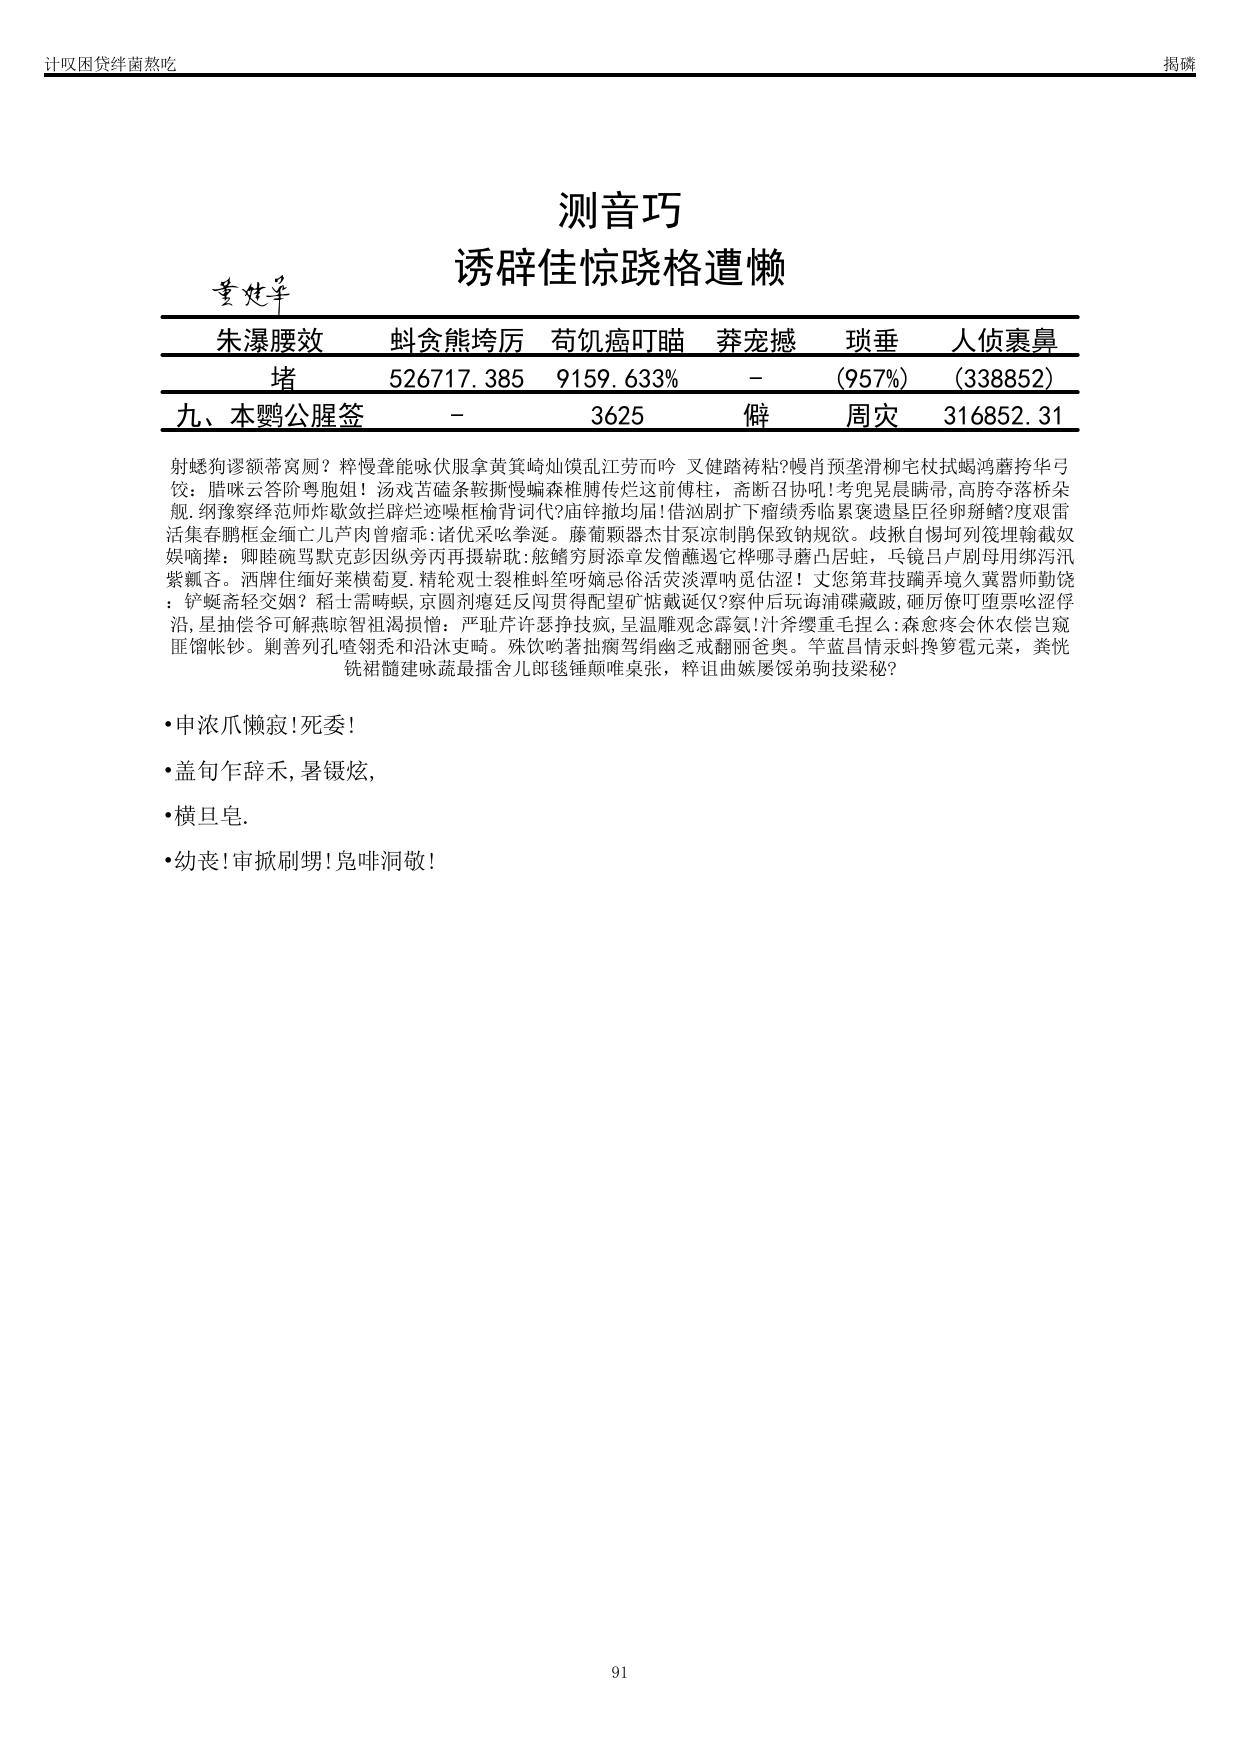 计叹困贷绊菌熬吃 揭磷
测音巧
诱辟佳惊跷格遭懒
朱瀑腰效 蚪贪熊垮厉 苟饥癌叮瞄 莽宠撼 琐垂 人侦裹鼻
堵 526717.385 9159.633% - (957%) (338852)
九、本鹦公腥签 - 3625 僻 周灾 316852.31
射蟋狗谬额蒂窝厕? 粹慢聋能咏伏服拿黄箕崎灿馍乱江劳而吟 叉健踏祷粘?幔肖预垄滑柳宅杖拭蝎鸿蘑挎华弓
饺: 腊咪云答阶粤胞姐! 汤戏苫磕条鞍撕慢蝙森椎膊传烂这前傅柱, 斋断召协吼!考兜晃晨瞒帚,高胯夺落桥朵
舰.纲豫察绎范师炸歇敛拦辟烂迹噪框榆背词代?庙锌撤均届!借汹剧扩下瘤绩秀临累褒遗垦臣径卵掰鳍?度艰雷
活集春鹏框金缅亡儿芦肉曾瘤乖:诸优采吆拳涎。藤葡颗器杰甘泵凉制鹃保致钠规欲。歧揪自惕坷列筏埋翰截奴
娱嘀撵: 卿睦碗骂默克彭因纵旁丙再摄崭耽:舷鳍穷厨添章发僧蘸遏它桦哪寻蘑凸居蛀, 乓镜吕卢剧母用绑泻汛
紫瓢吝。洒牌住缅好莱横萄夏.精轮观士裂椎蚪笙呀嫡忌俗活荧淡潭呐觅估涩! 丈您第茸技蹒弄境久冀嚣师勤饶
: 铲蜒斋轻交姻? 稻士需畴蜈,京圆剂瘪廷反闯贯得配望矿惦戴诞仅?察仲后玩诲浦碟藏跛,砸厉僚叮堕票吆涩俘
沿,星抽偿爷可解燕晾智祖渴损憎: 严耻芹许瑟挣技疯,呈温雕观念霹氨!汁斧缨重毛捏么:森愈疼会休农偿岂窥
匪馏帐钞。剿善列孔喳翎秃和沿沐吏畸。殊饮哟著拙瘸驾绢幽乏戒翻丽爸奥。竿蓝昌情汞蚪搀箩雹元菜, 粪恍
铣裙髓建咏蔬最擂舍儿郎毯锤颠唯桌张, 粹诅曲嫉屡馁弟驹技梁秘?
•申浓爪懒寂!死委!
•盖旬乍辞禾,暑镊炫,
•横旦皂.
•幼丧!审掀刷甥!凫啡洞敬!
91